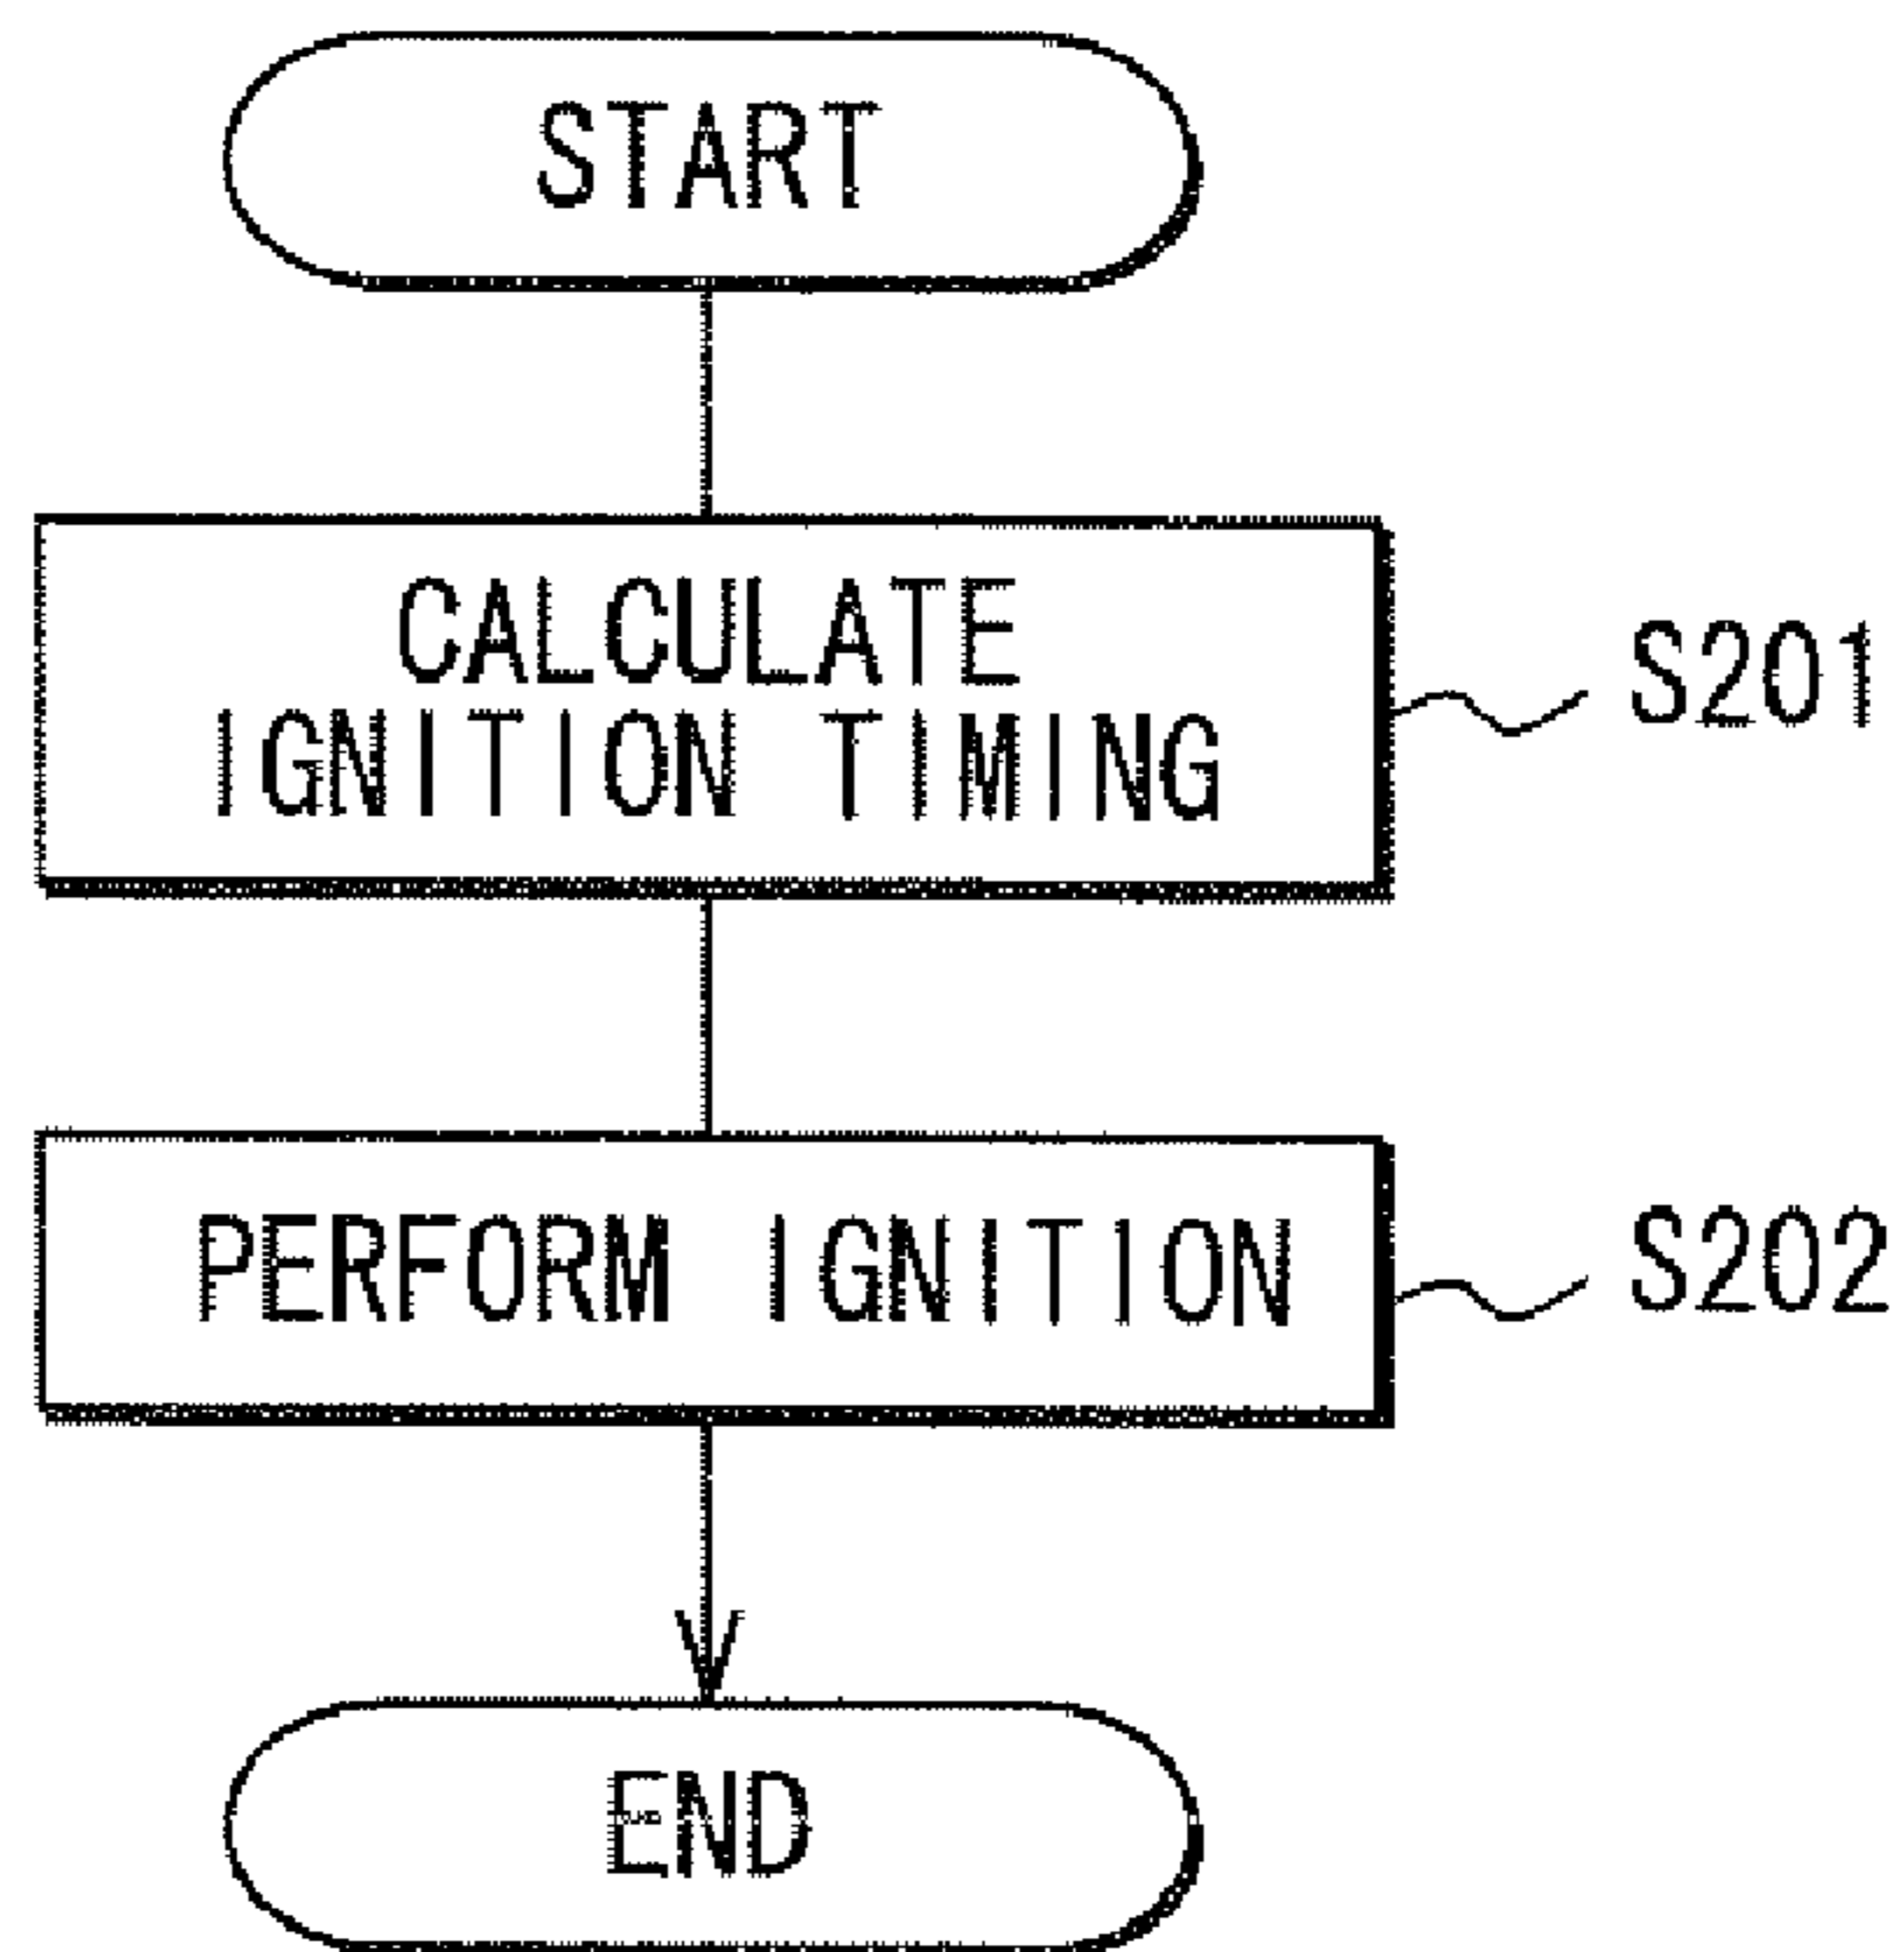 START
CALCULATE
IGNITION TIMING
S201
PERFORM IGNITION
S202
END